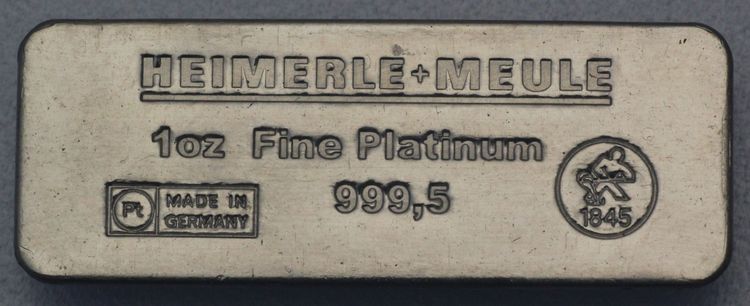 HEIMERLE+MEULE
1oz Fine Platinum
999,5
Pt MADE IN
GERMANY
1845